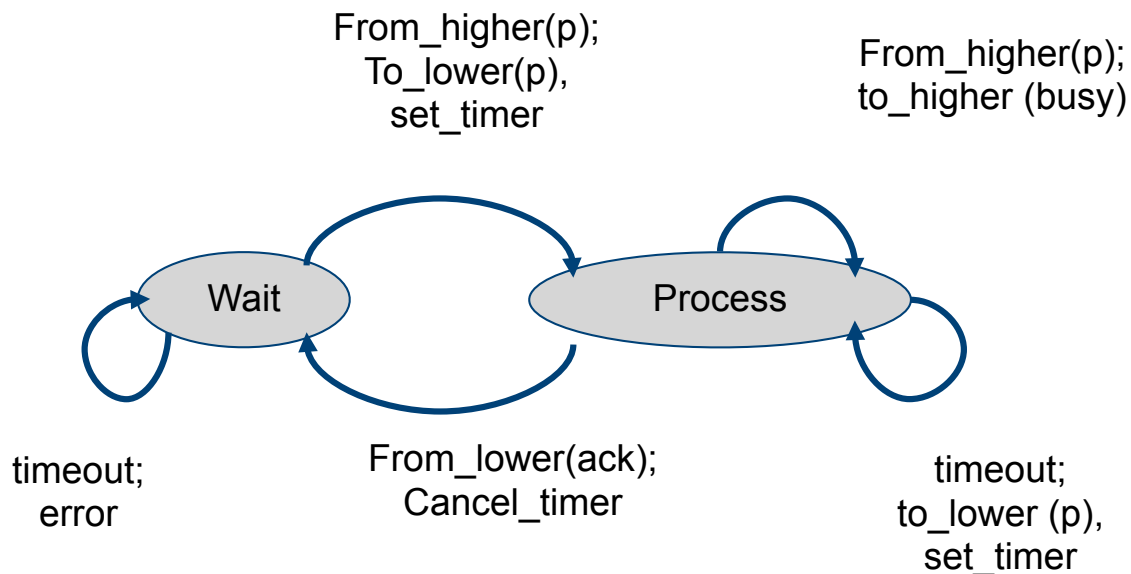 From_higher(p);
To_lower(p),
set_timer
From_higher(p);
to_higher (busy)
Wait
Process
timeout;
error
From_lower(ack);
Cancel_timer
timeout;
to_lower (p),
set_timer